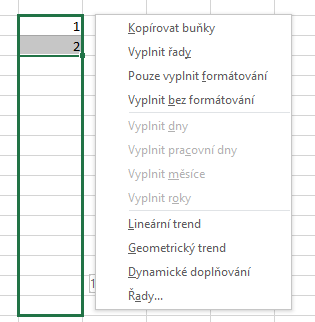 1
2
Kopírovat buňky
Vyplnit řady
Pouze vyplnit formátování
Vyplnit bez formátování
Vyplnit dny
Vyplnit pracovní dny
Vyplnit měsíce
Vyplnit roky
Lineární trend
Geometrický trend
Dynamické doplňování
Řady...
1